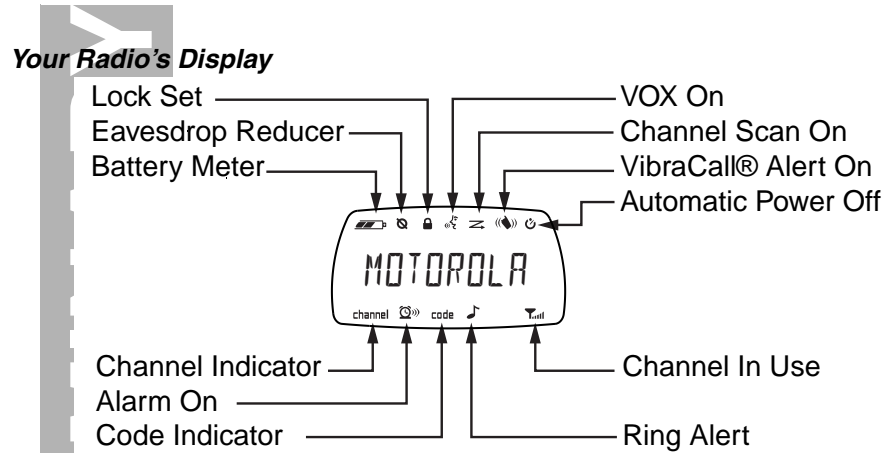 Your Radio's Display
Lock Set
Eavesdrop Reducer
Battery Meter
VOX On
Channel Scan On
VibraCall® Alert On
Automatic Power Off
MOTOROLA
channel
code
Channel Indicator
Alarm On
Code Indicator
Channel In Use
Ring Alert